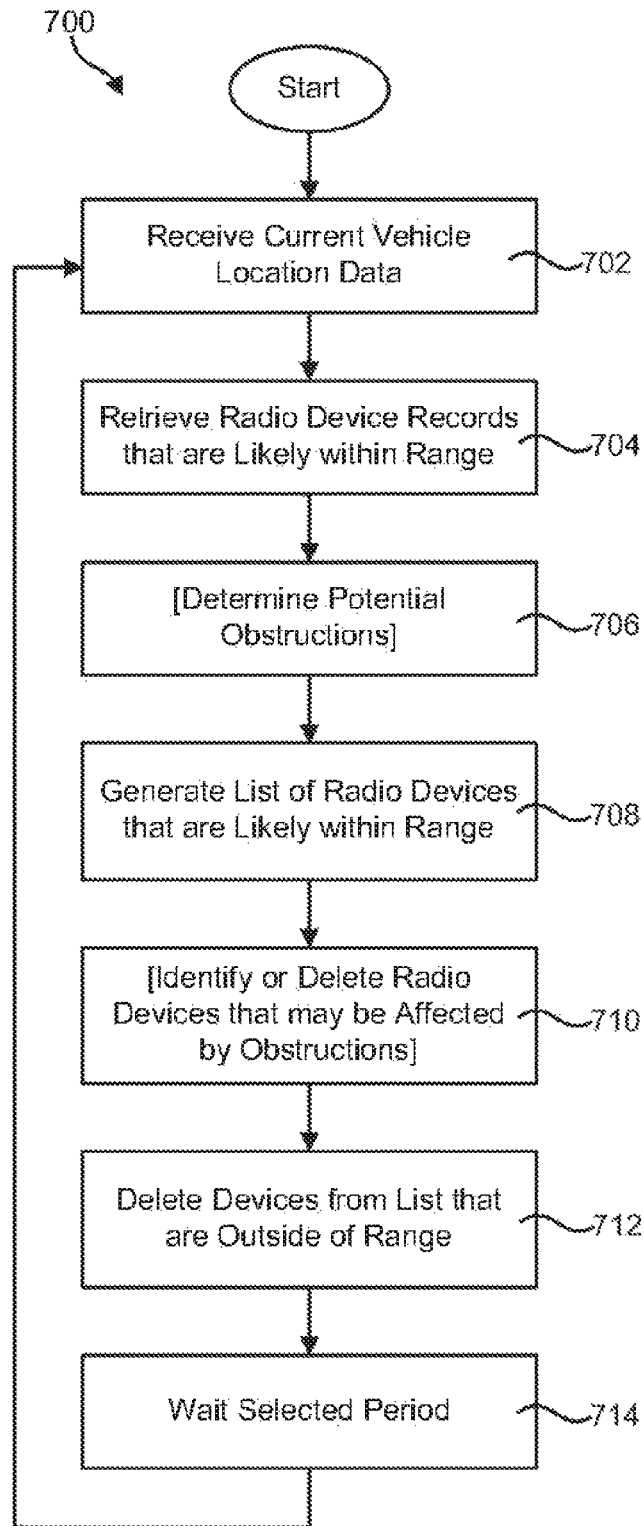 700
Start
Receive Current Vehicle
Location Data
702
Retrieve Radio Device Records
that are Likely within Range
704
[Determine Potential
Obstructions]
706
Generate List of Radio Devices
that are Likely within Range
708
[Identify or Delete Radio
Devices that may be Affected
by Obstructions]
710
Delete Devices from List that
are Outside of Range
712
Wait Selected Period
714